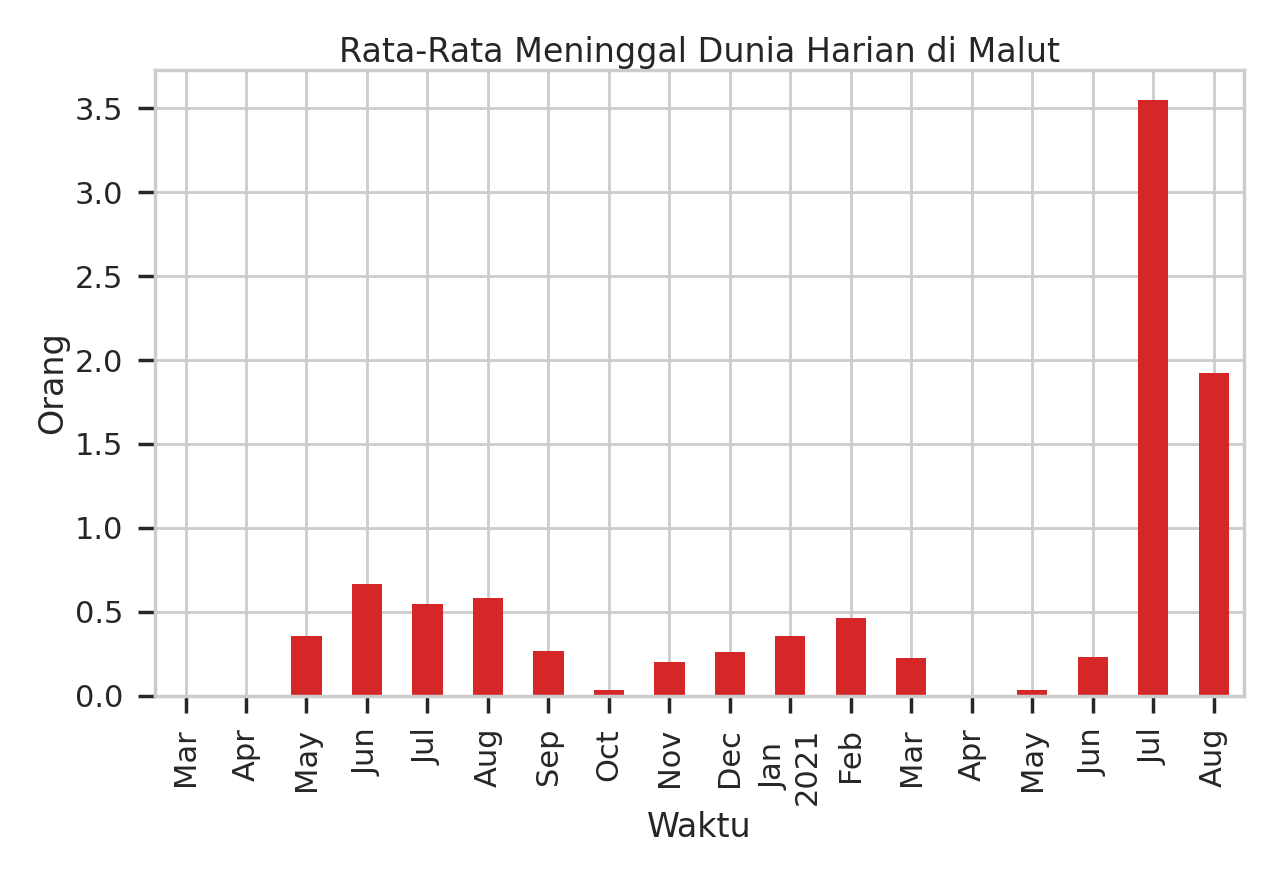 Rata-Rata Meninggal Dunia Harian di Malut
3.5
3.0
2.5
2.0
1.5
1.0
0.5
0.0
Orang
Mar
Apr
May
Jun
Jul
Aug
Sep
Oct
Nov
Dec
Jan
2021
Feb
Mar
Apr
May
Jun
Jul
Aug
Waktu